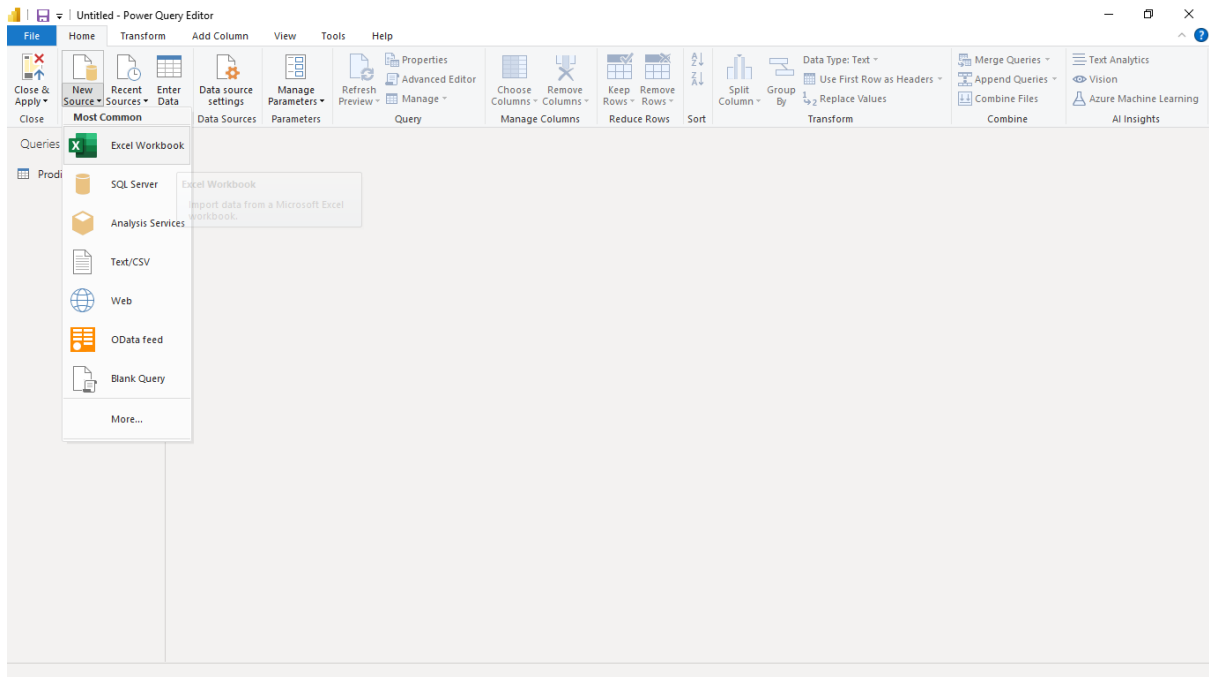 Untitled - Power Query Editor
File Home Transform Add Column View Tools Help
Close & Apply
New Source
Recent Sources
Enter Data
Data source settings
Manage Parameters
Refresh Preview
Properties
Advanced Editor
Manage
Choose Columns
Remove Columns
Keep Rows
Remove Rows
Split Column
Group By
Data Type: Text
Use First Row as Headers
Replace Values
Merge Queries
Append Queries
Combine Files
Text Analytics
Vision
Azure Machine Learning
Close
Most Common
Data Sources
Parameters
Query
Manage Columns
Reduce Rows
Sort
Transform
Combine
AI Insights
Queries
Excel Workbook
Prod
SQL Server
Excel Workbook
Import data from a Microsoft Excel
workbook.
Analysis Services
Text/CSV
Web
OData feed
Blank Query
More...